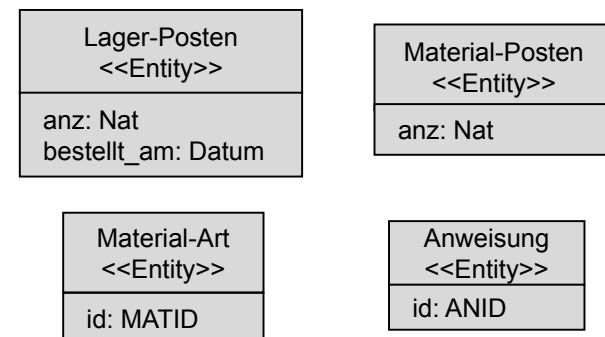 Lager-Posten
<<Entity>>
anz: Nat
bestellt_am: Datum
Material-Posten
<<Entity>>
anz: Nat
Material-Art
<<Entity>>
id: MATID
Anweisung
<<Entity>>
id: ANID